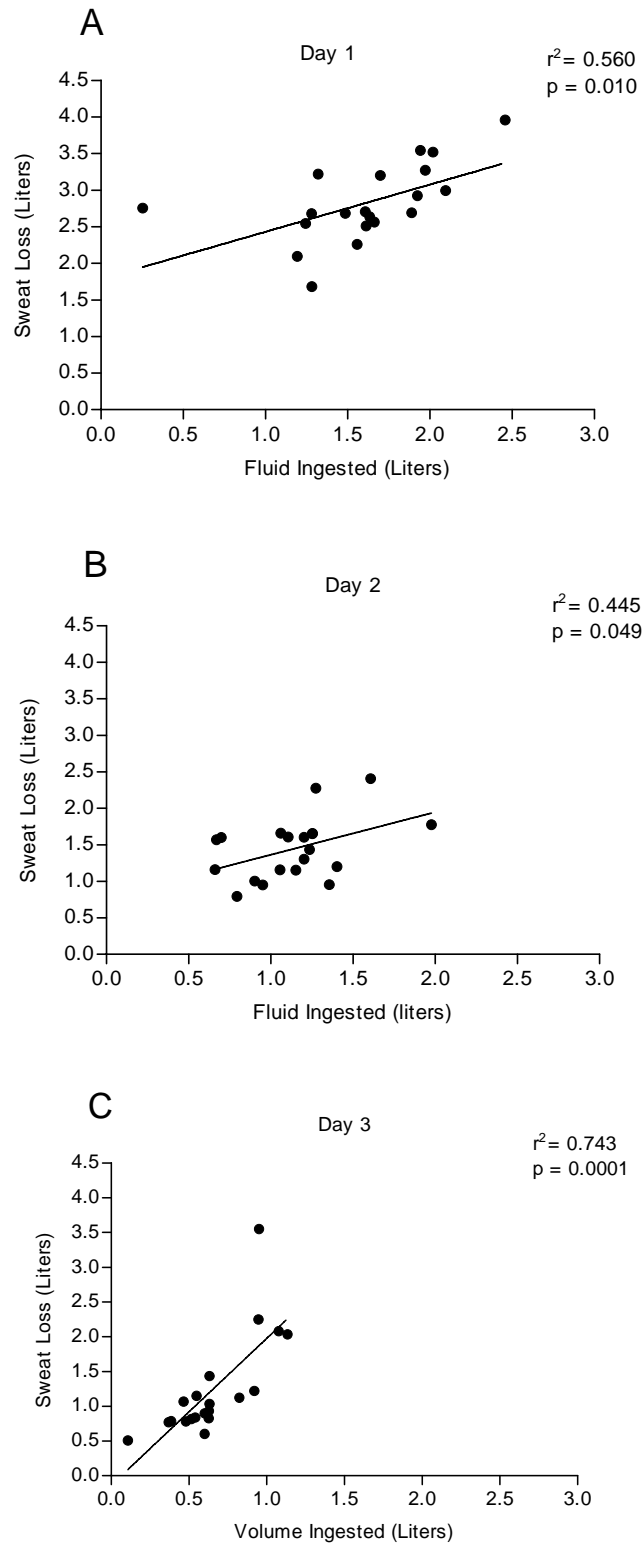 A
Day 1
r² = 0.560
p = 0.010
4.5
4.0
3.5
3.0
2.5
2.0
1.5
1.0
0.5
0.0
Sweat Loss (Liters)
0.0 0.5 1.0 1.5 2.0 2.5 3.0
Fluid Ingested (Liters)
B
Day 2
r² = 0.445
p = 0.049
4.5
4.0
3.5
3.0
2.5
2.0
1.5
1.0
0.5
0.0
Sweat Loss (Liters)
0.0 0.5 1.0 1.5 2.0 2.5 3.0
Fluid Ingested (liters)
C
Day 3
r² = 0.743
p = 0.0001
4.5
4.0
3.5
3.0
2.5
2.0
1.5
1.0
0.5
0.0
Sweat Loss (Liters)
0.0 0.5 1.0 1.5 2.0 2.5 3.0
Volume Ingested (Liters)